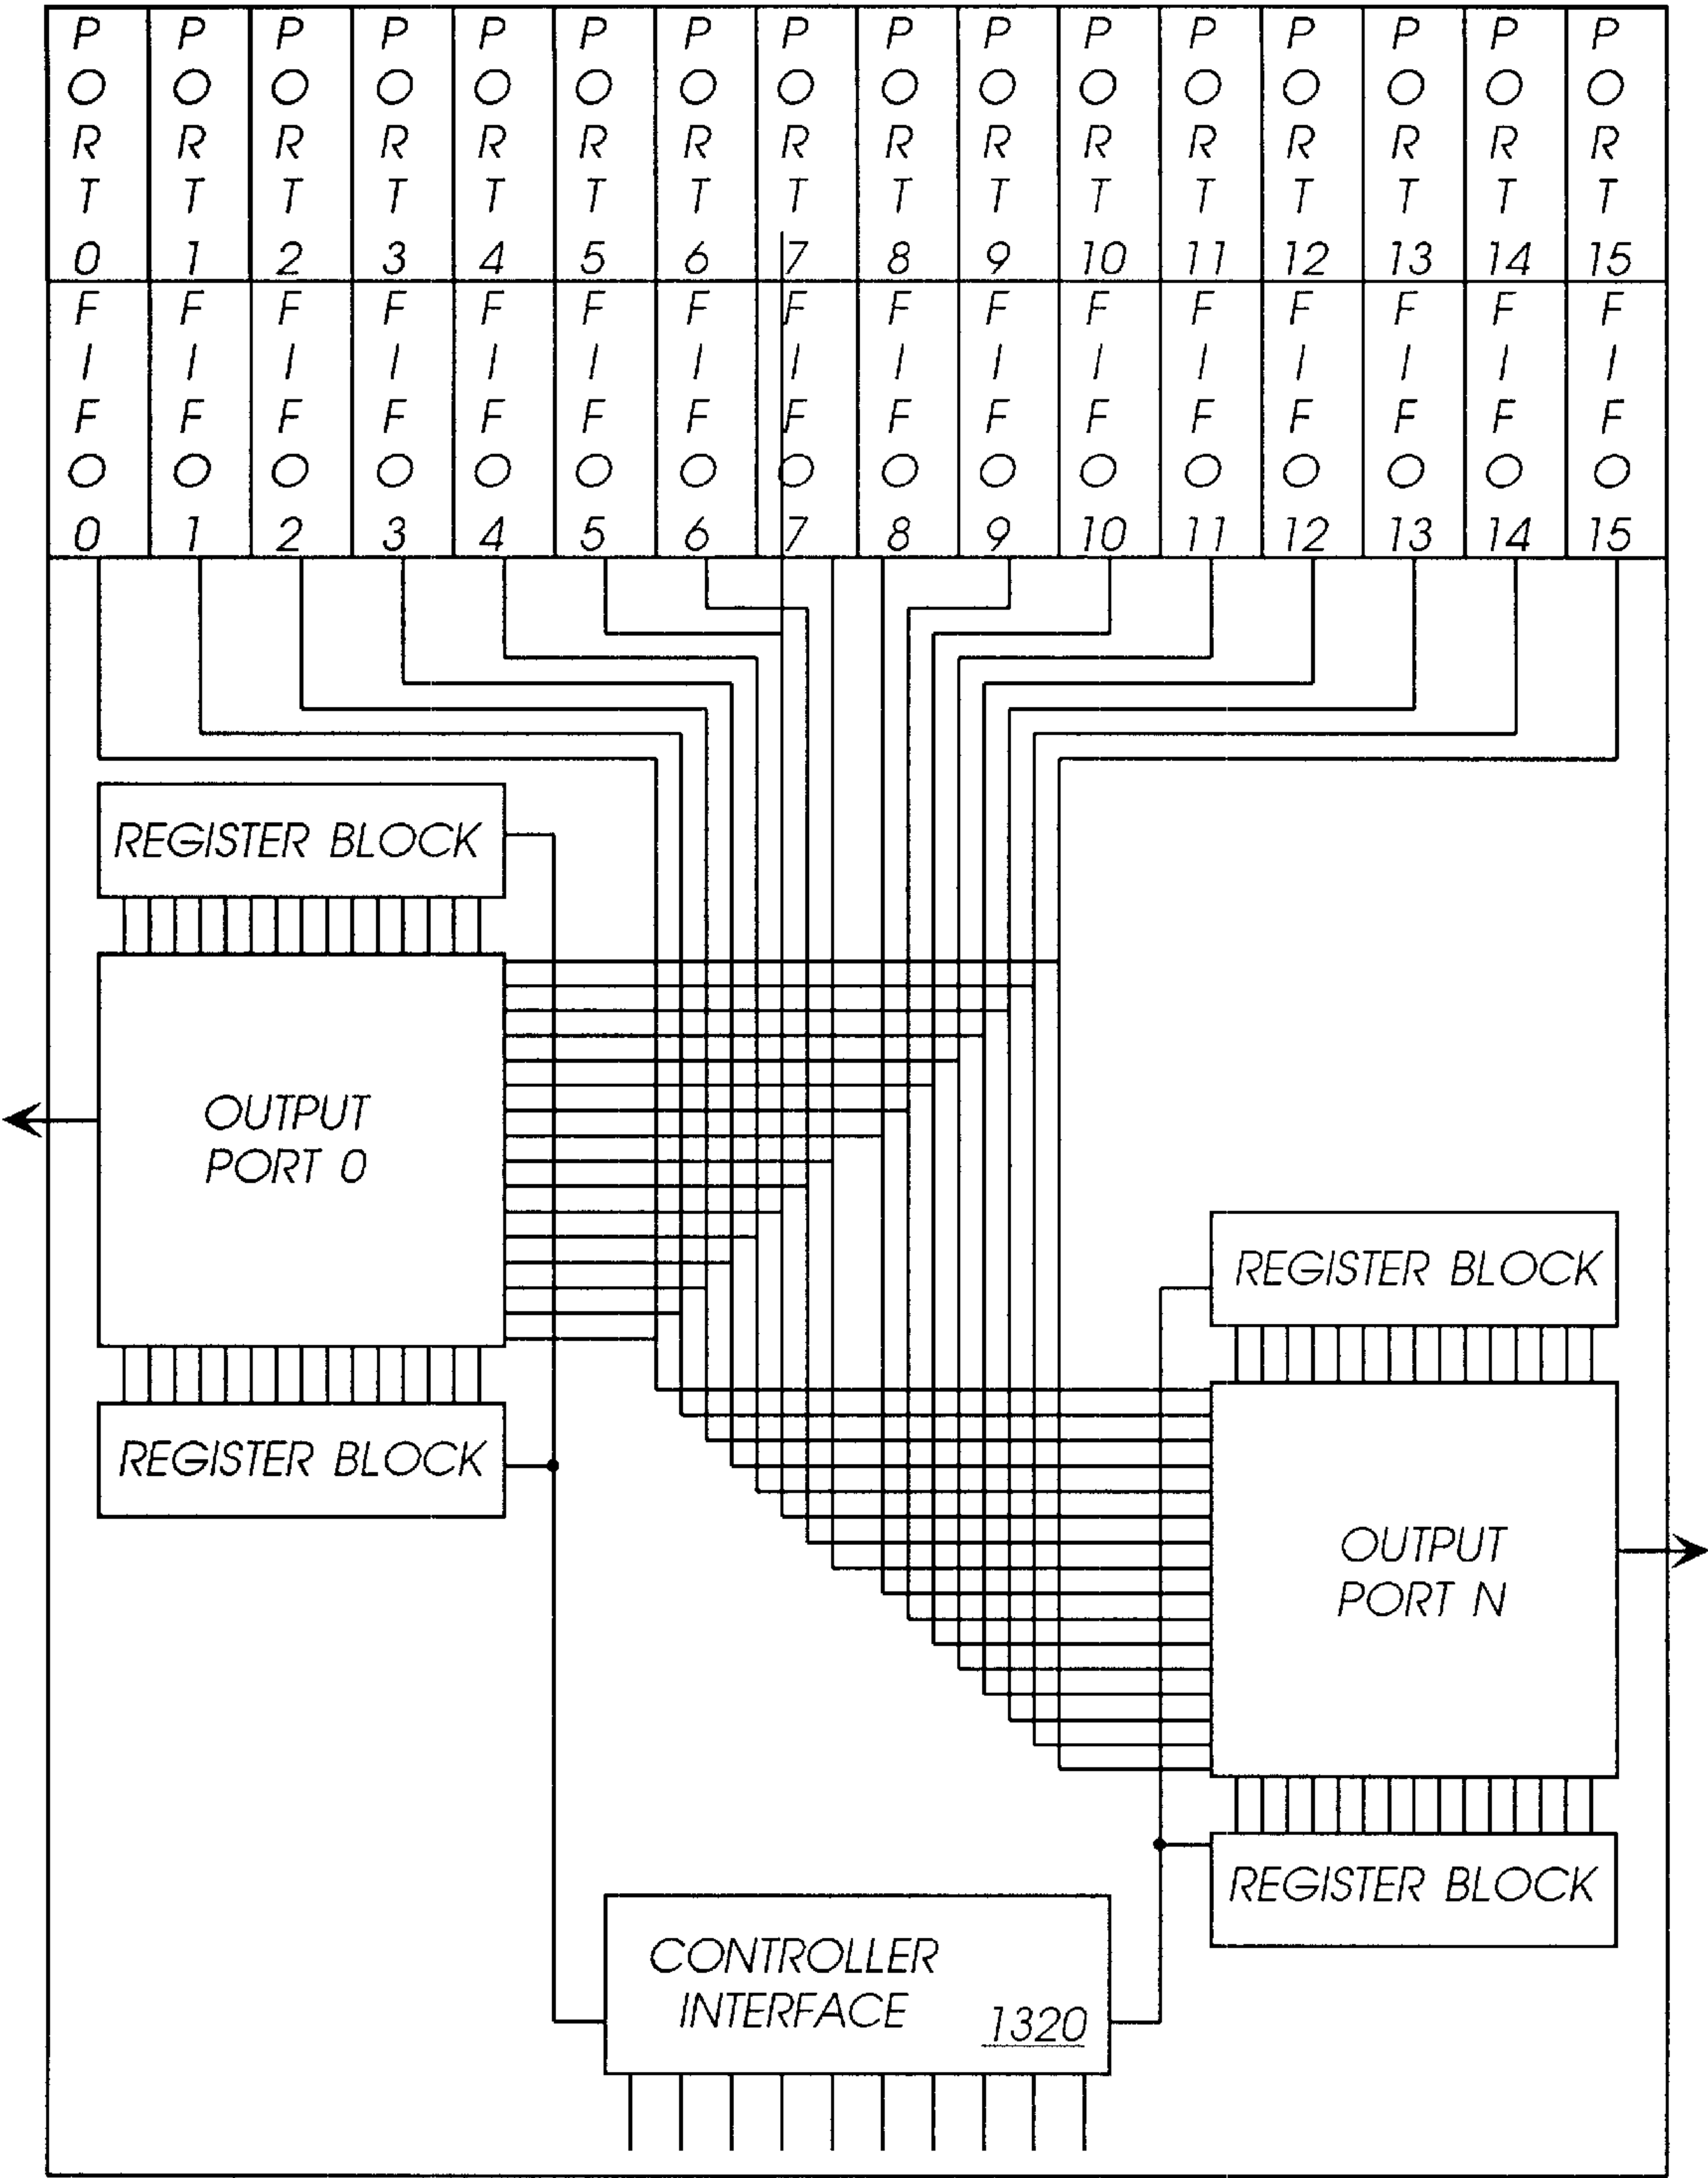 PORT 0
PORT 1
PORT 2
PORT 3
PORT 4
PORT 5
PORT 6
PORT 7
PORT 8
PORT 9
PORT 10
PORT 11
PORT 12
PORT 13
PORT 14
PORT 15
FIFO 0
FIFO 1
FIFO 2
FIFO 3
FIFO 4
FIFO 5
FIFO 6
FIFO 7
FIFO 8
FIFO 9
FIFO 10
FIFO 11
FIFO 12
FIFO 13
FIFO 14
FIFO 15
REGISTER BLOCK
OUTPUT
PORT 0
REGISTER BLOCK
REGISTER BLOCK
OUTPUT
PORT N
REGISTER BLOCK
CONTROLLER
INTERFACE 1320